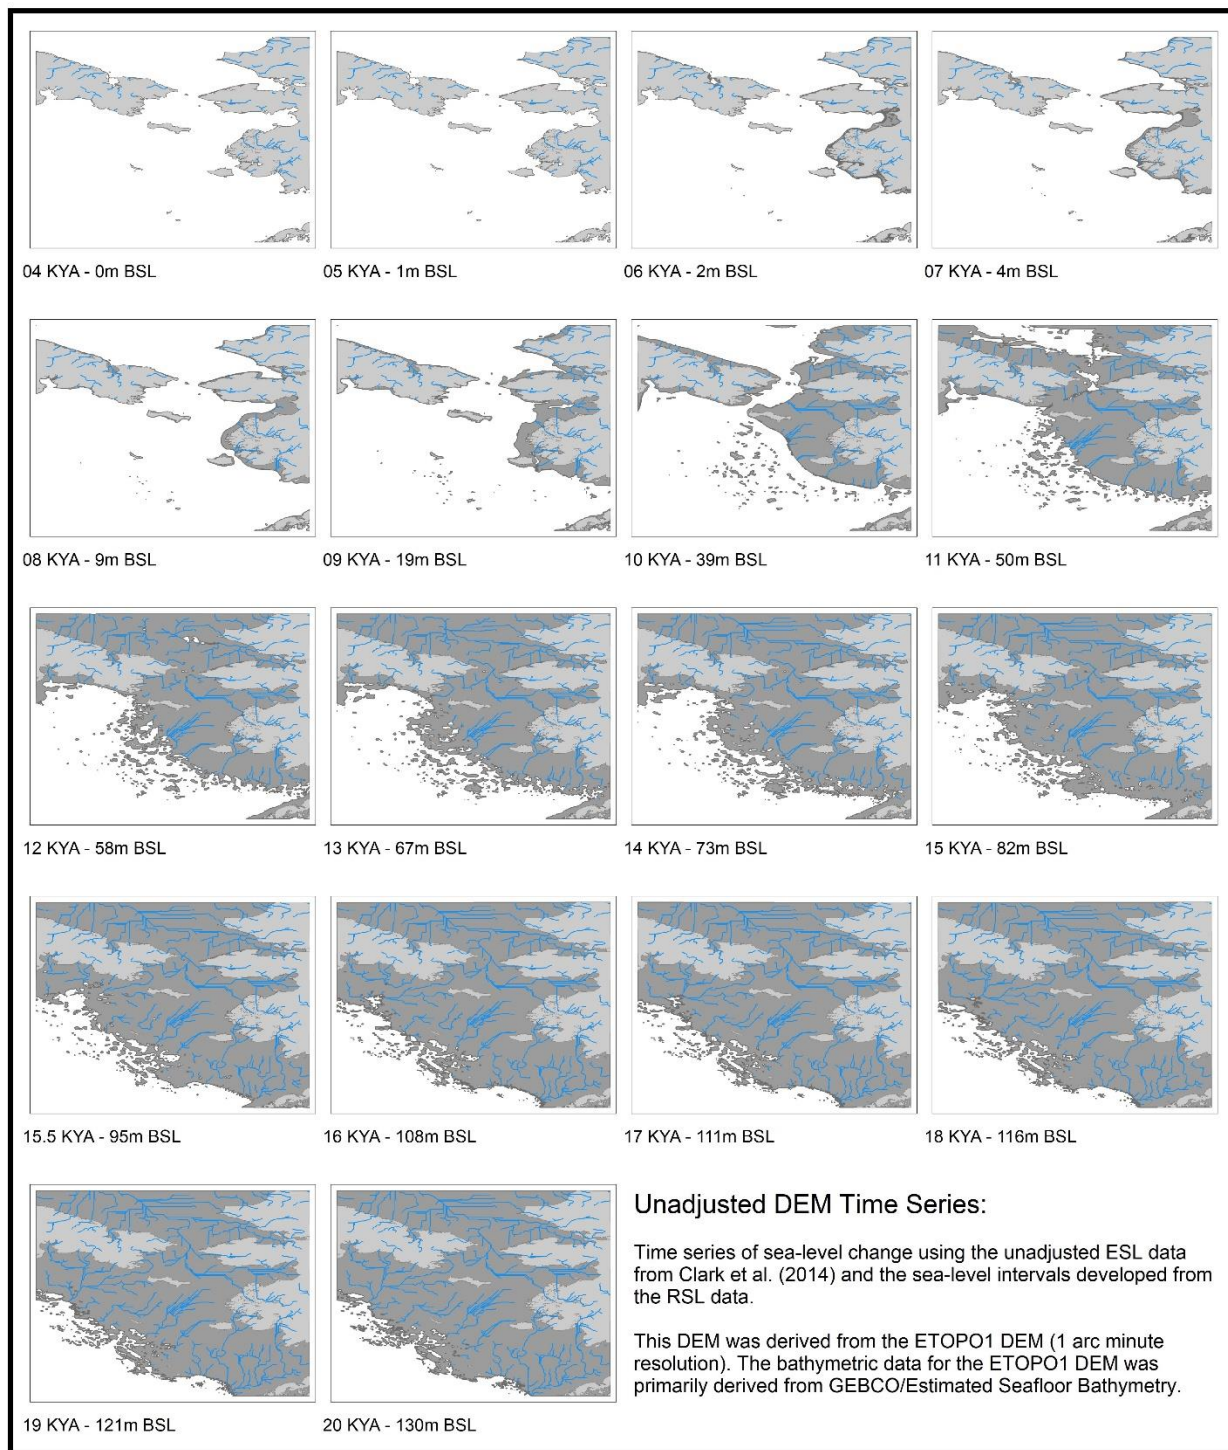 04 KYA - 0m BSL
05 KYA - 1m BSL
06 KYA - 2m BSL
07 KYA - 4m BSL
08 KYA - 9m BSL
09 KYA - 19m BSL
10 KYA - 39m BSL
11 KYA - 50m BSL
12 KYA - 58m BSL
13 KYA - 67m BSL
14 KYA - 73m BSL
15 KYA - 82m BSL
15.5 KYA - 95m BSL
16 KYA - 108m BSL
17 KYA - 111m BSL
18 KYA - 116m BSL
19 KYA - 121m BSL
20 KYA - 130m BSL
Unadjusted DEM Time Series:
Time series of sea-level change using the unadjusted ESL data
from Clark et al. (2014) and the sea-level intervals developed from
the RSL data.
This DEM was derived from the ETOPO1 DEM (1 arc minute
resolution). The bathymetric data for the ETOPO1 DEM was
primarily derived from GEBCO/Estimated Seafloor Bathymetry.